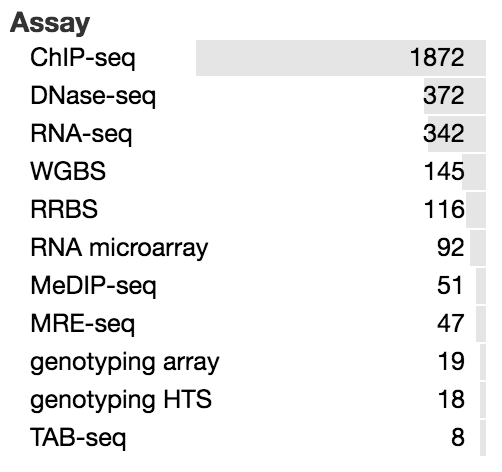 Assay
ChIP-seq 1872
DNase-seq 372
RNA-seq 342
WGBS 145
RRBS 116
RNA microarray 92
MeDIP-seq 51
MRE-seq 47
genotyping array 19
genotyping HTS 18
TAB-seq 8